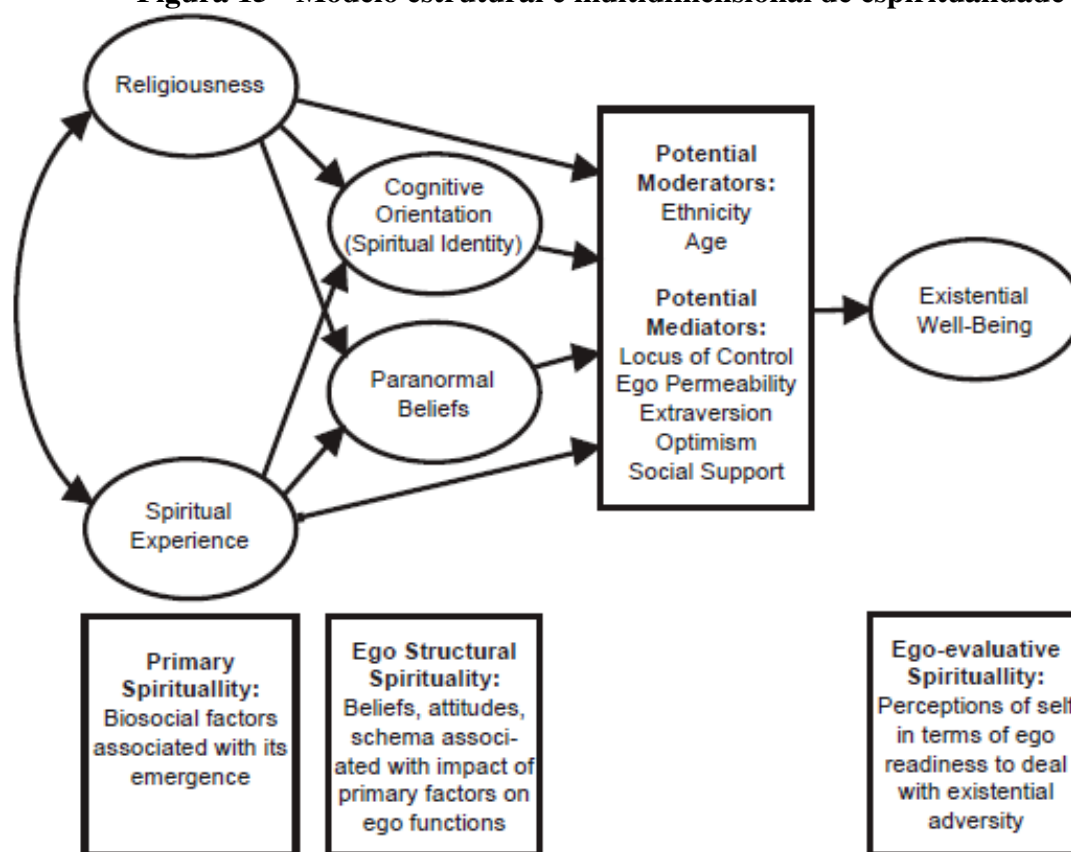 Figura 13 - Modelo estrutural e multidimensional de espiritualidade
Religiousness
Cognitive
Orientation
(Spiritual Identity)
Paranormal
Beliefs
Spiritual
Experience
Potential
Moderators:
Ethnicity
Age
Potential
Mediators:
Locus of Control
Ego Permeability
Extraversion
Optimism
Social Support
Existential
Well-Being
Primary
Spirituallity:
Biosocial factors
associated with its
emergence
Ego Structural
Spirituality:
Beliefs, attitudes,
schema associ-
ated with impact of
primary factors on
ego functions
Ego-evaluative
Spirituallity:
Perceptions of self
in terms of ego
readiness to deal
with existential
adversity